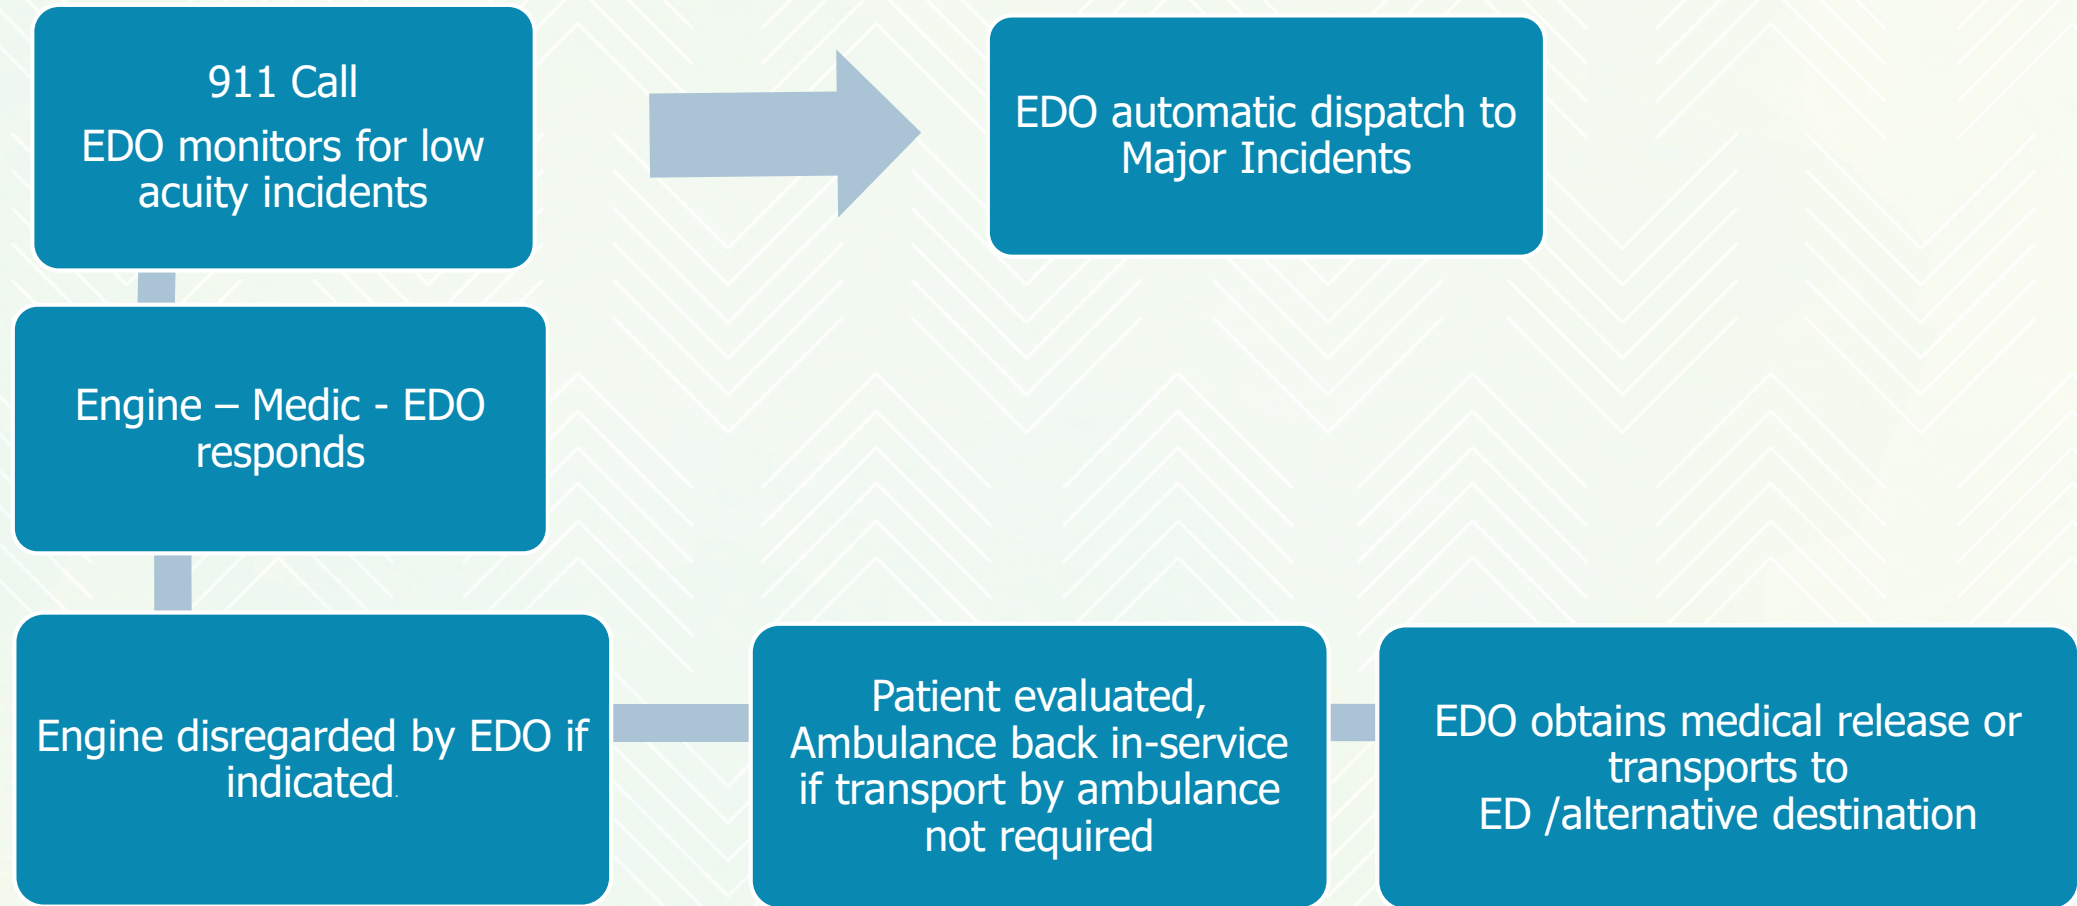 911 Call
EDO monitors for low
acuity incidents
EDO automatic dispatch to
Major Incidents
Engine – Medic - EDO
responds
Engine disregarded by EDO if
indicated.
Patient evaluated,
Ambulance back in-service
if transport by ambulance
not required
EDO obtains medical release or
transports to
ED /alternative destination